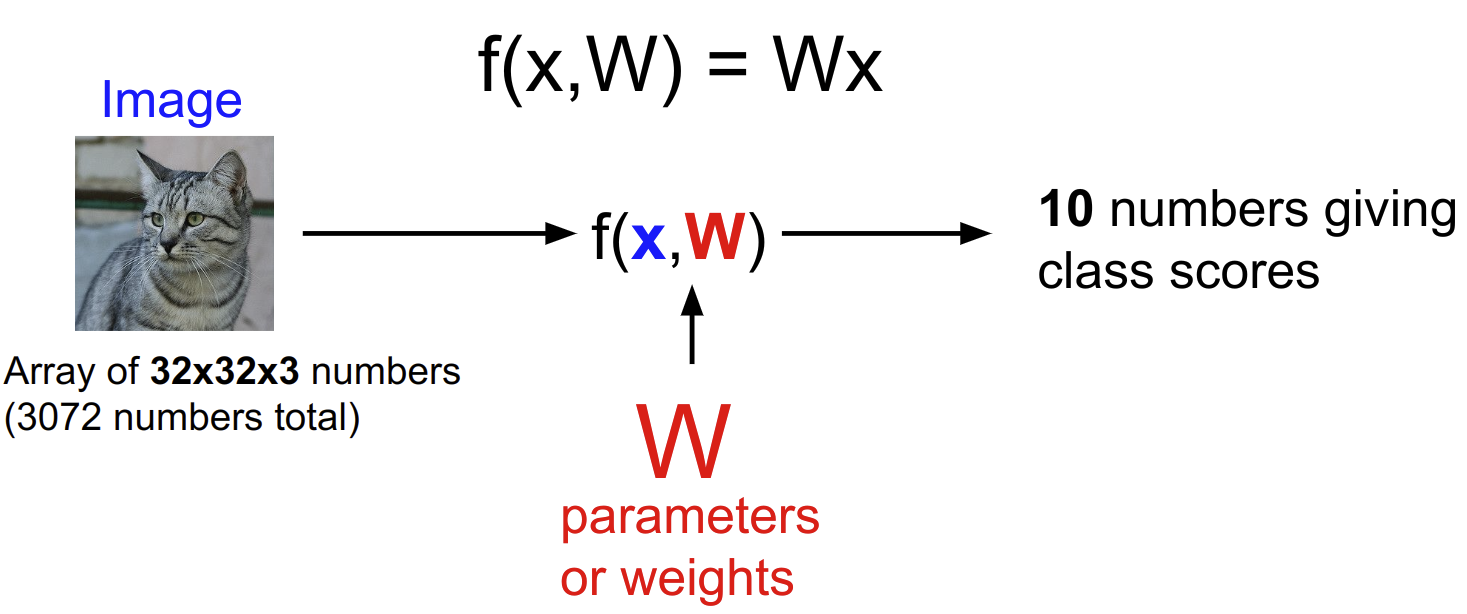 f(x,W) = Wx
Image
f(x,W)
10 numbers giving
class scores
Array of 32x32x3 numbers
(3072 numbers total)
W
parameters
or weights